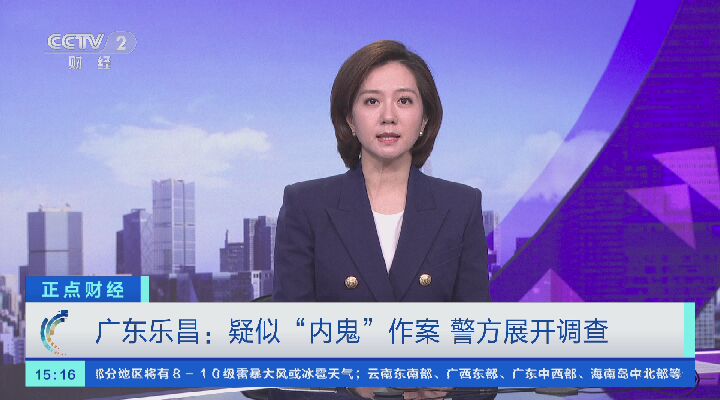 CCTV 2
财经
正点财经
广东乐昌：疑似“内鬼”作案 警方展开调查
15:16 部分地区将有8－10级雷暴大风或冰雹天气；云南东南部、广西东部、广东中西部、海南岛中北部等